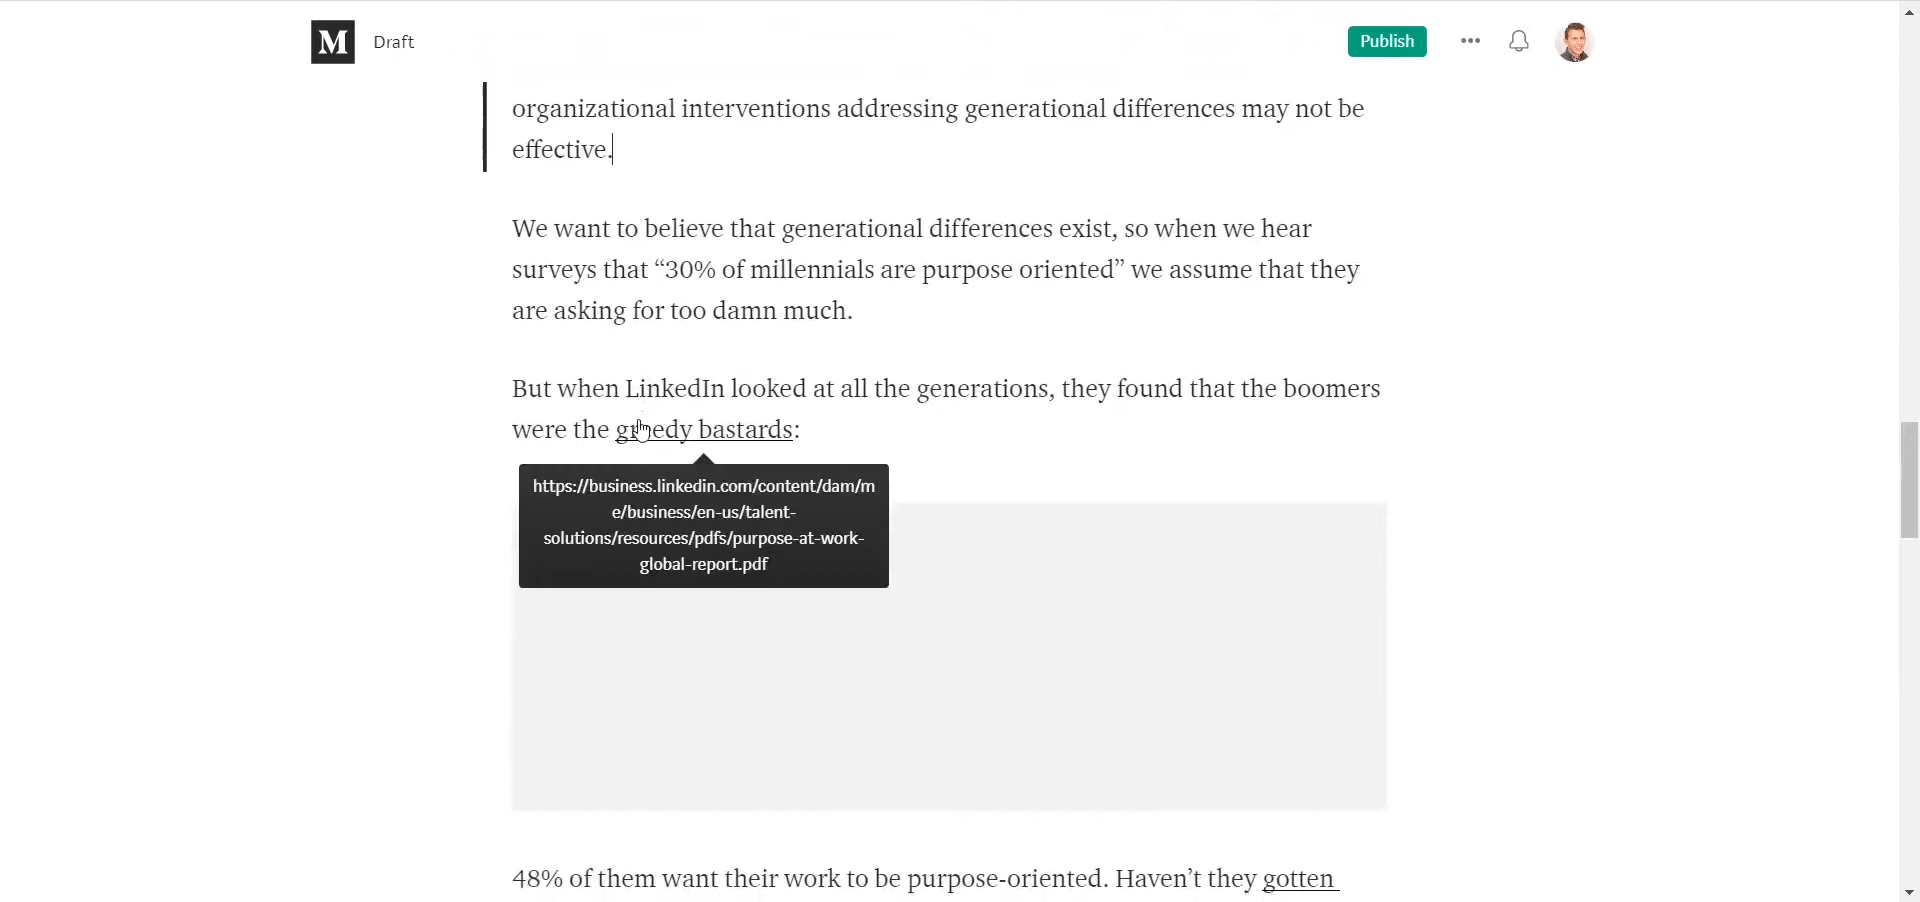 M Draft
Publish
organizational interventions addressing generational differences may not be
effective.
We want to believe that generational differences exist, so when we hear
surveys that “30% of millennials are purpose oriented” we assume that they
are asking for too damn much.
But when LinkedIn looked at all the generations, they found that the boomers
were the greedy bastards:
https://business.linkedin.com/content/dam/m
e/business/en-us/talent-
solutions/resources/pdfs/purpose-at-work-
global-report.pdf
48% of them want their work to be purpose-oriented. Haven’t they gotten